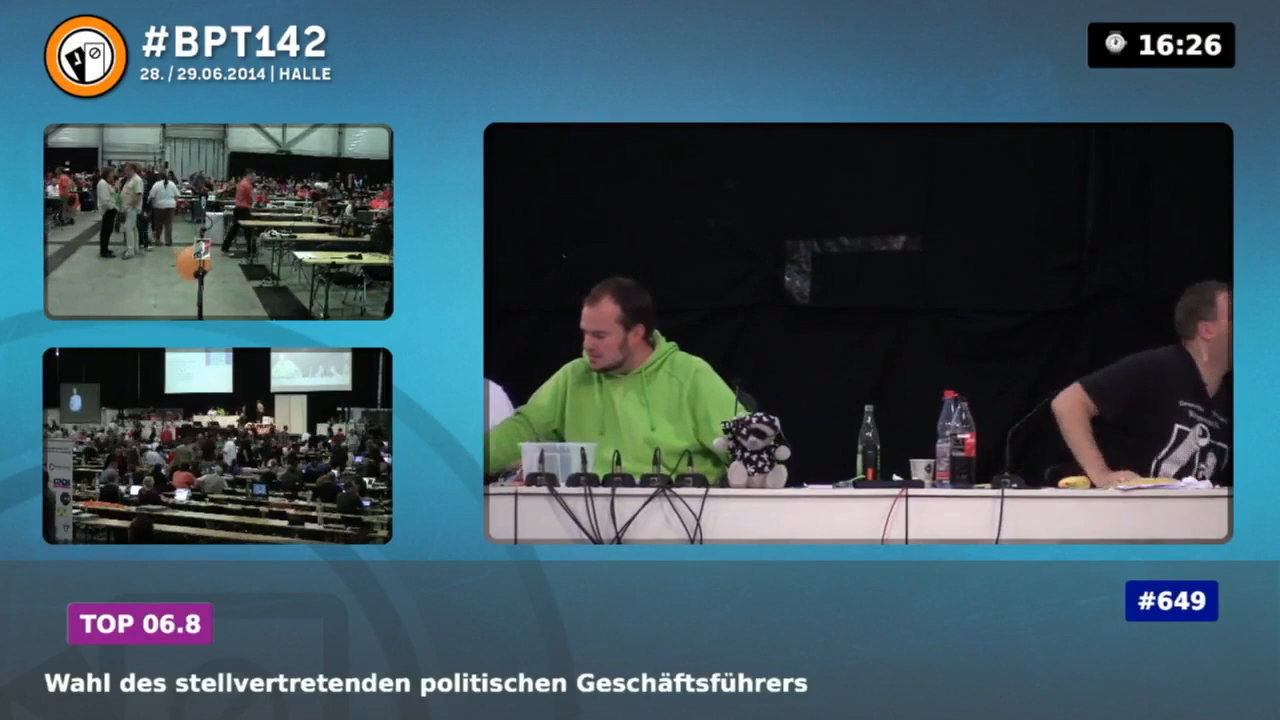 #BPT142
28. / 29.06.2014 | HALLE
16:26
#649
TOP 06.8
Wahl des stellvertretenden politischen Geschäftsführers